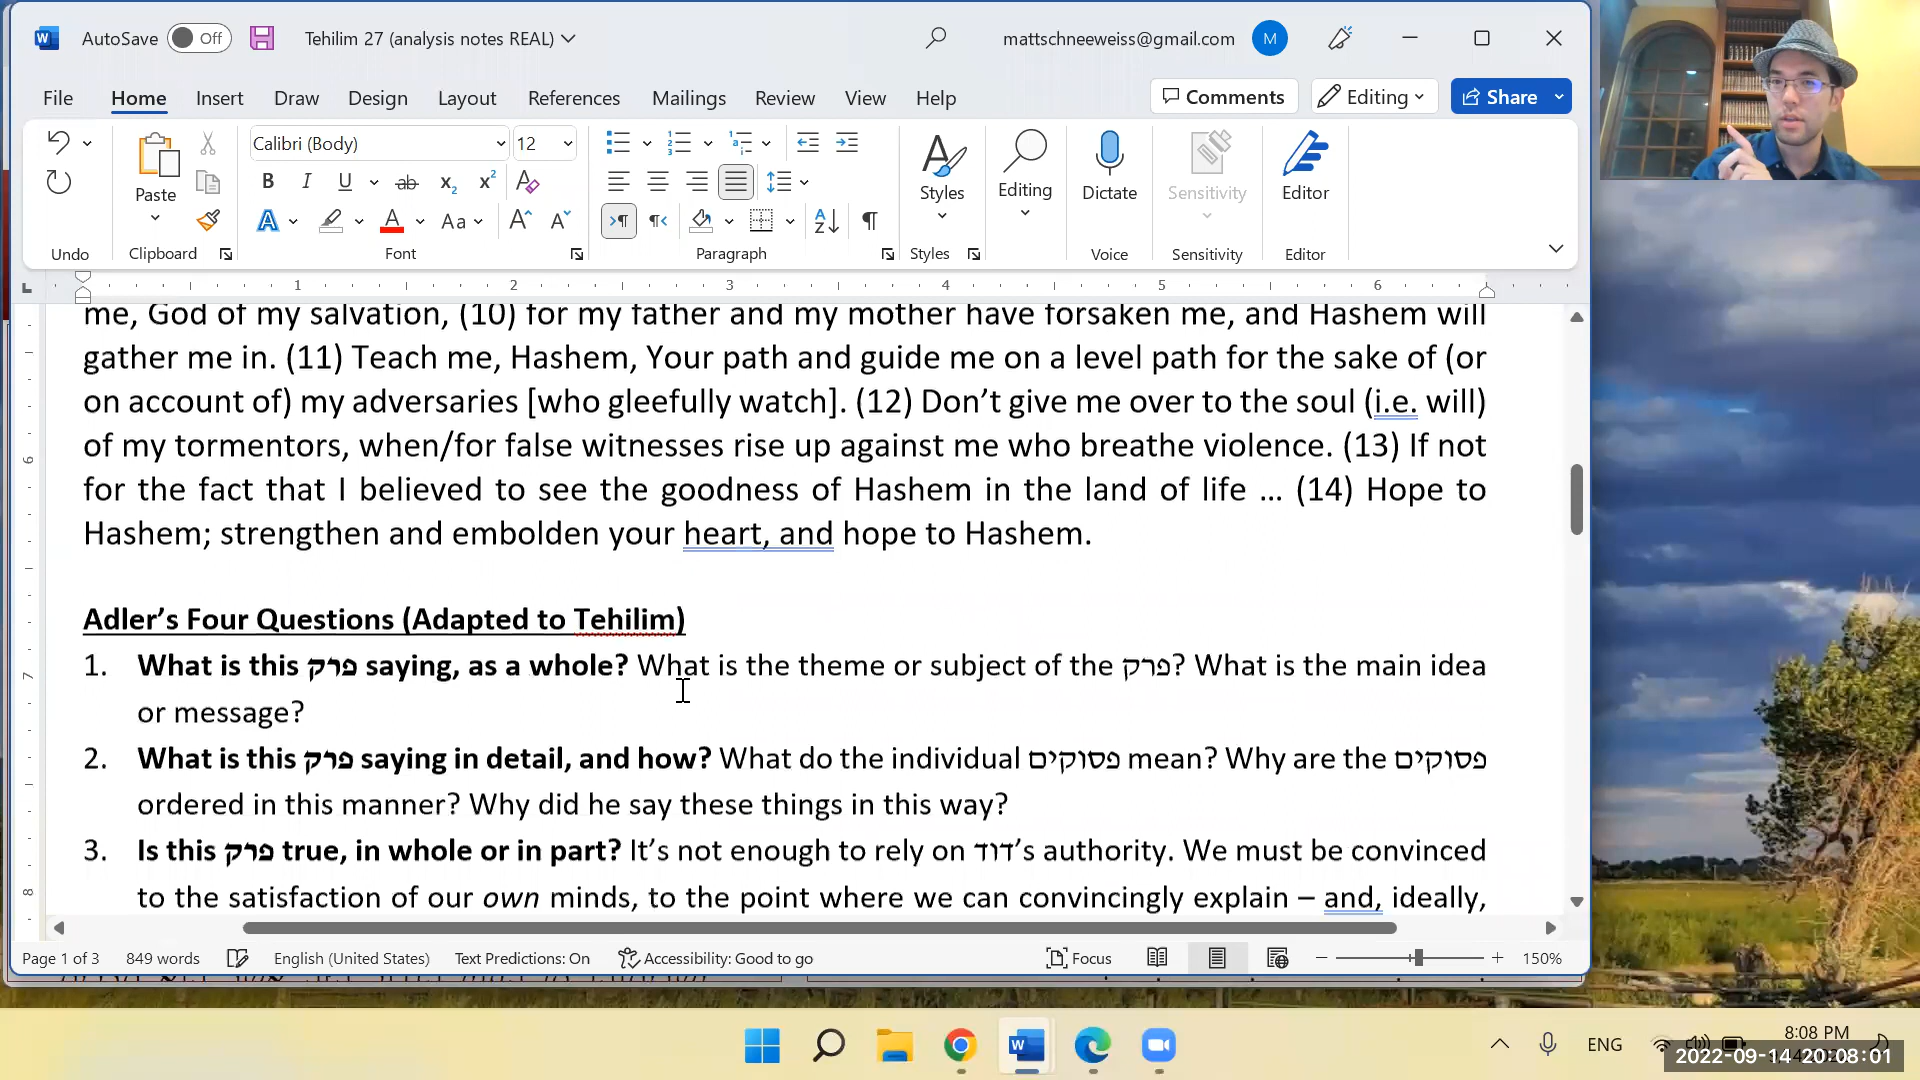 AutoSave Off Tehilim 27 (analysis notes REAL) mattschneeweiss@gmail.com M
File Home Insert Draw Design Layout References Mailings Review View Help Comments Editing Share
Calibri (Body) 12
Paste Styles Editing Dictate Sensitivity Editor
Undo Clipboard Font Paragraph Styles Voice Sensitivity Editor
1 2 3 4 5 6
me, God of my salvation, (10) for my father and my mother have forsaken me, and Hashem will
gather me in. (11) Teach me, Hashem, Your path and guide me on a level path for the sake of (or
on account of) my adversaries [who gleefully watch]. (12) Don’t give me over to the soul (i.e. will)
of my tormentors, when/for false witnesses rise up against me who breathe violence. (13) If not
for the fact that I believed to see the goodness of Hashem in the land of life … (14) Hope to
Hashem; strengthen and embolden your heart, and hope to Hashem.
Adler’s Four Questions (Adapted to Tehilim)
1. What is this פרק saying, as a whole? What is the theme or subject of the פרק? What is the main idea
or message?
2. What is this פרק saying in detail, and how? What do the individual פסוקים mean? Why are the פסוקים
ordered in this manner? Why did he say these things in this way?
3. Is this פרק true, in whole or in part? It’s not enough to rely on דוד’s authority. We must be convinced
to the satisfaction of our own minds, to the point where we can convincingly explain – and, ideally,
Page 1 of 3 849 words English (United States) Text Predictions: On Accessibility: Good to go Focus 150%
ENG 8:08 PM
2022-09-14 20:08:01